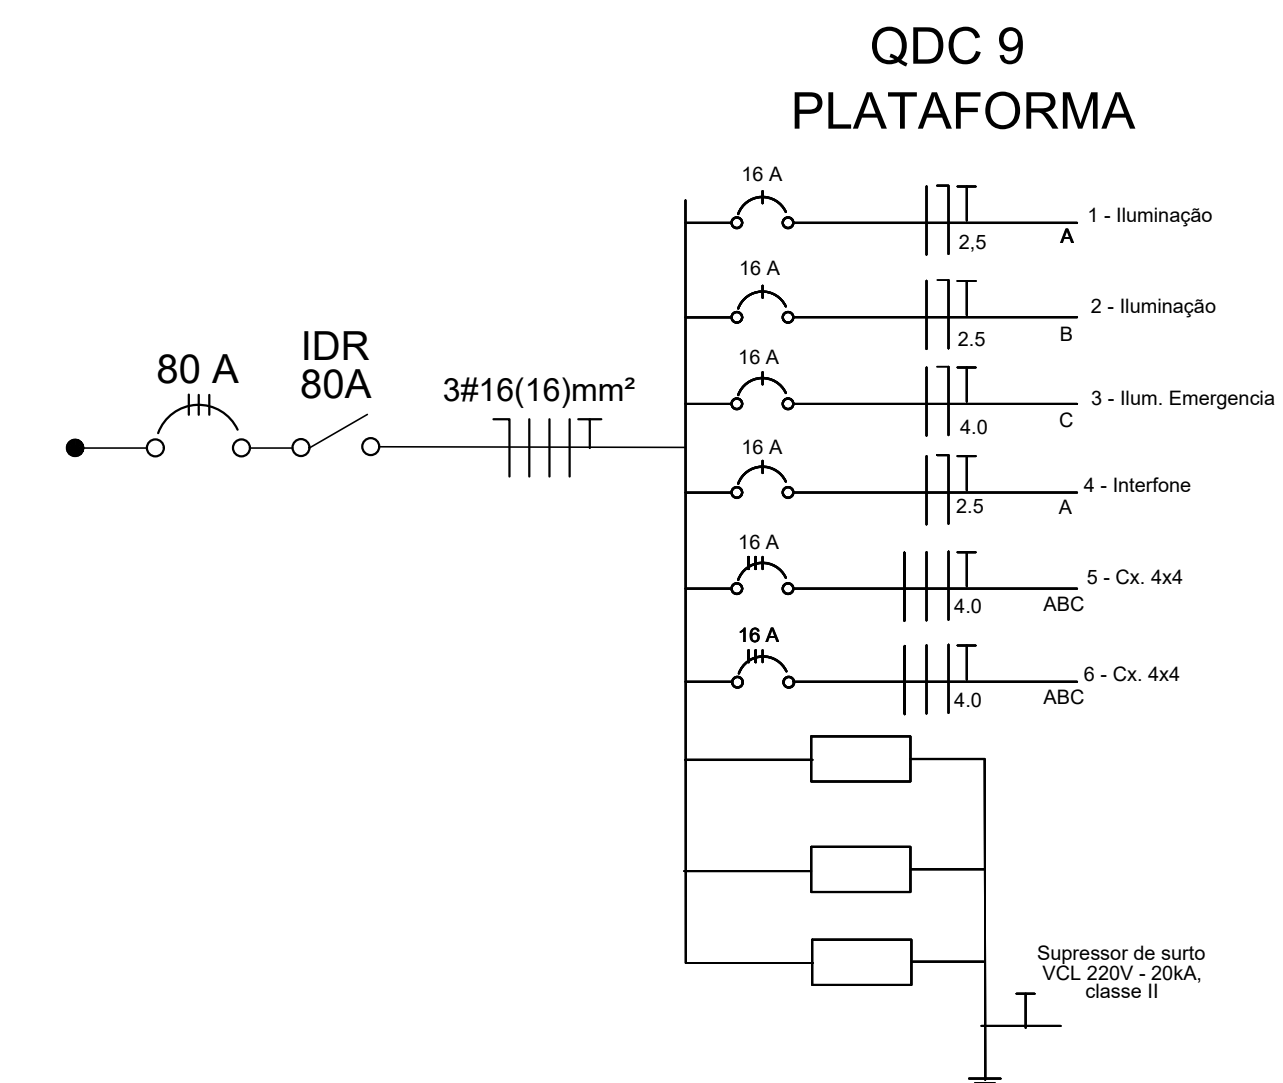 QDC 9
PLATAFORMA
16 A
1 - Iluminação
2,5
A
16 A
2 - Iluminação
2.5
B
16 A
3 - Ilum. Emergencia
4.0
C
16 A
4 - Interfone
2.5
A
16 A
5 - Cx. 4x4
4.0
ABC
16 A
6 - Cx. 4x4
4.0
ABC
80 A
IDR
80A
3#16(16)mm²
Supressor de surto
VCL 220V - 20kA,
classe II